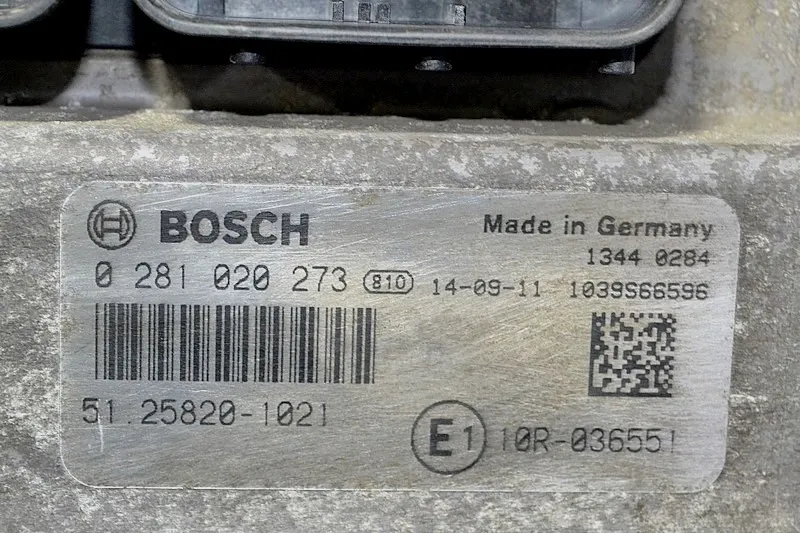 BOSCH
Made in Germany
1344 0284
0 281 020 273 810 14-09-11 1039S66596
51.25820-1021
E1 10R-036551